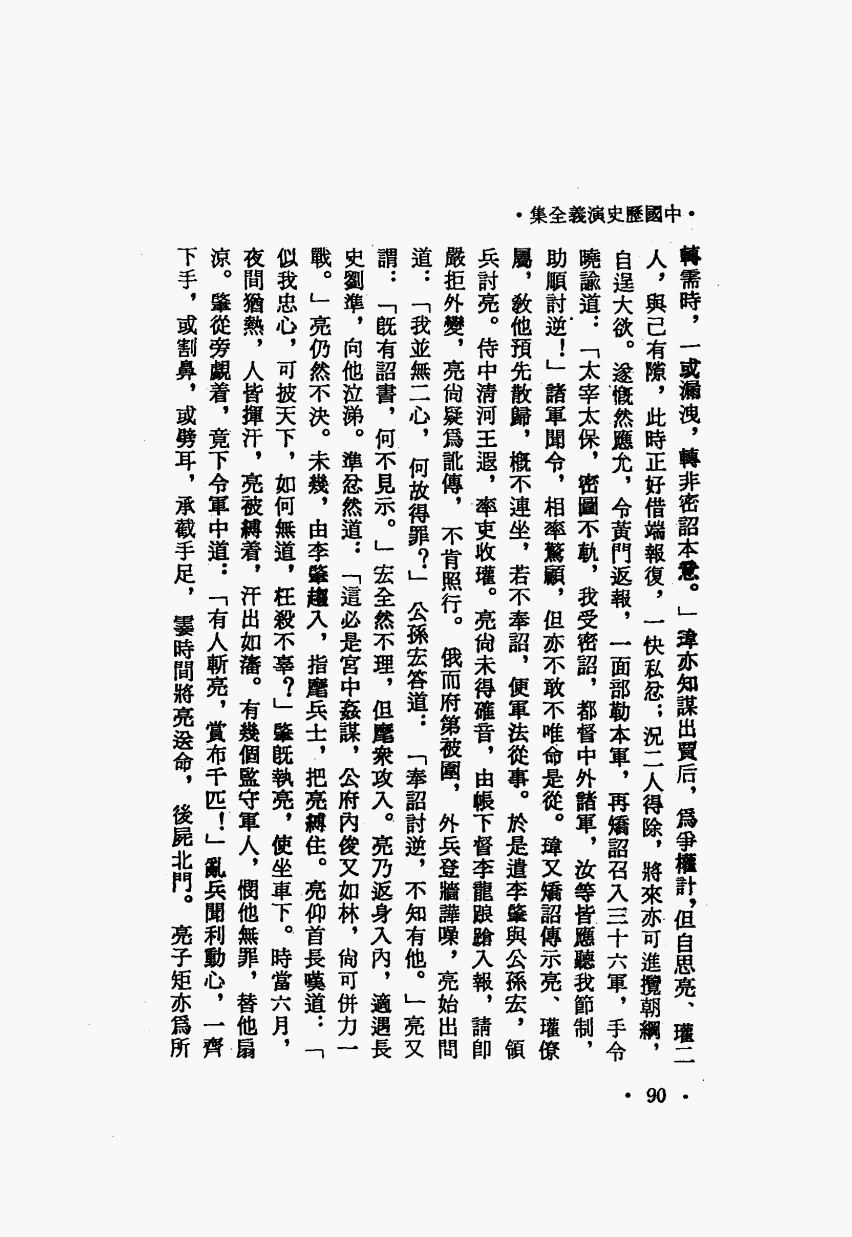 ·中國歷史演義全集·
轉需時，一或漏洩，轉非密詔本意。」瑋亦知謀出賈后，爲爭權計，但自思亮、瓘二
人，與己有隙，此時正好借端報復，一快私忿；況二人得除，將來亦可進攬朝綱，
自逞大欲。遂慨然應允，令黃門返報，一面部勒本軍，再矯詔召入三十六軍，手令
曉諭道：「太宰太保，密圖不軌，我受密詔，都督中外諸軍，汝等皆應聽我節制，
助順討逆！」諸軍聞令，相率驚顧，但亦不敢不唯命是從。瑋又矯詔傳示亮、瓘僚
屬，敎他預先散歸，槪不連坐，若不奉詔，便軍法從事。於是遣李肇與公孫宏，領
兵討亮。侍中淸河王遐，率吏收瓘。亮尙未得確音，由帳下督李龍踉蹌入報，請卽
嚴拒外變，亮尙疑爲訛傳，不肯照行。俄而府第被圍，外兵登牆譁噪，亮始出問
道：「我並無二心，何故得罪？」公孫宏答道：「奉詔討逆，不知有他。」亮又
謂：「旣有詔書，何不見示。」宏全然不理，但麾衆攻入。亮乃返身入內，適遇長
史劉準，向他泣涕。準忿然道：「這必是宮中姦謀，公府內俊乂如林，尙可併力一
戰。」亮仍然不決。未幾，由李肇趨入，指麾兵士，把亮縛住。亮仰首長嘆道：「
似我忠心，可披天下，如何無道，枉殺不辜？」肇旣執亮，使坐車下。時當六月，
夜間猶熱，人皆揮汗，亮被縛着，汗出如瀋。有幾個監守軍人，憫他無罪，替他扇
涼。肇從旁覷着，竟下令軍中道：「有人斬亮，賞布千匹！」亂兵聞利動心，一齊
下手，或割鼻，或劈耳，承截手足，霎時間將亮送命，後屍北門。亮子矩亦爲所
·90·